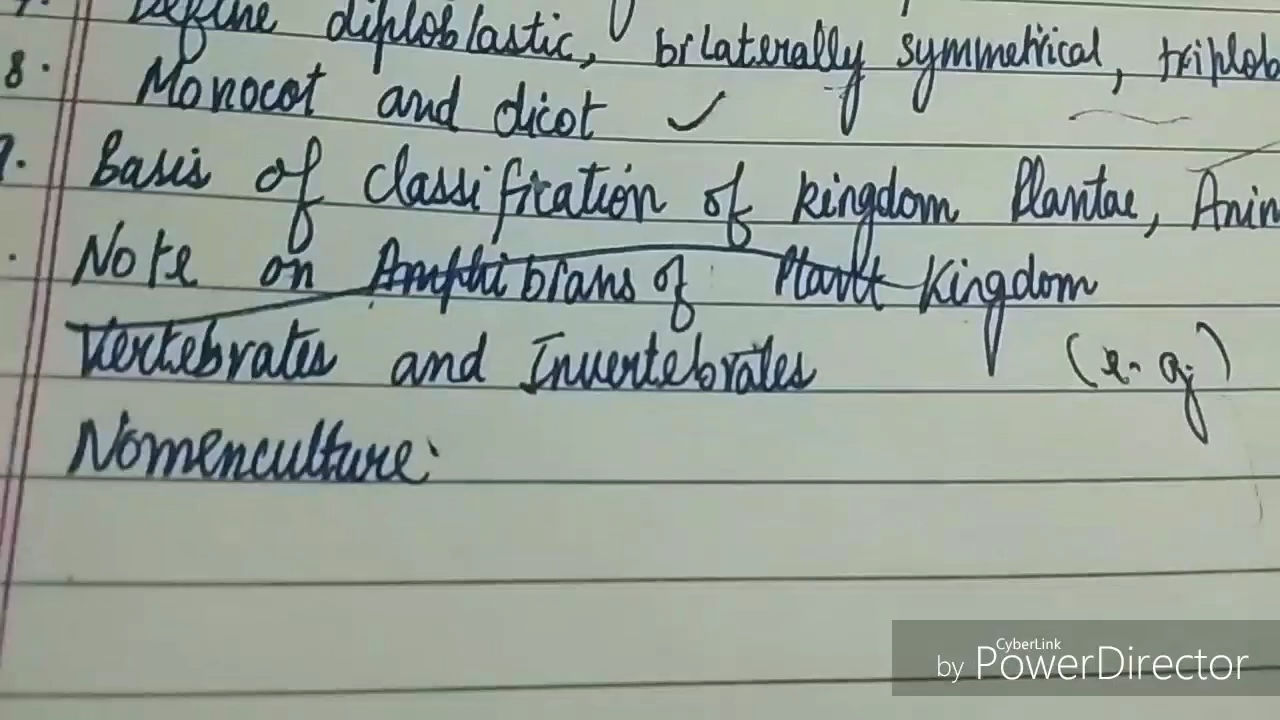 7. Define diploblastic, bilaterally symmetrical, triplob
8. Monocot and dicot ✓
9. Basis of classification of kingdom Plantae, Anim
. Note on Amphibians of Plant Kingdom
Vertebrates and Invertebrates (e.g)
Nomenculture:
CyberLink
by PowerDirector